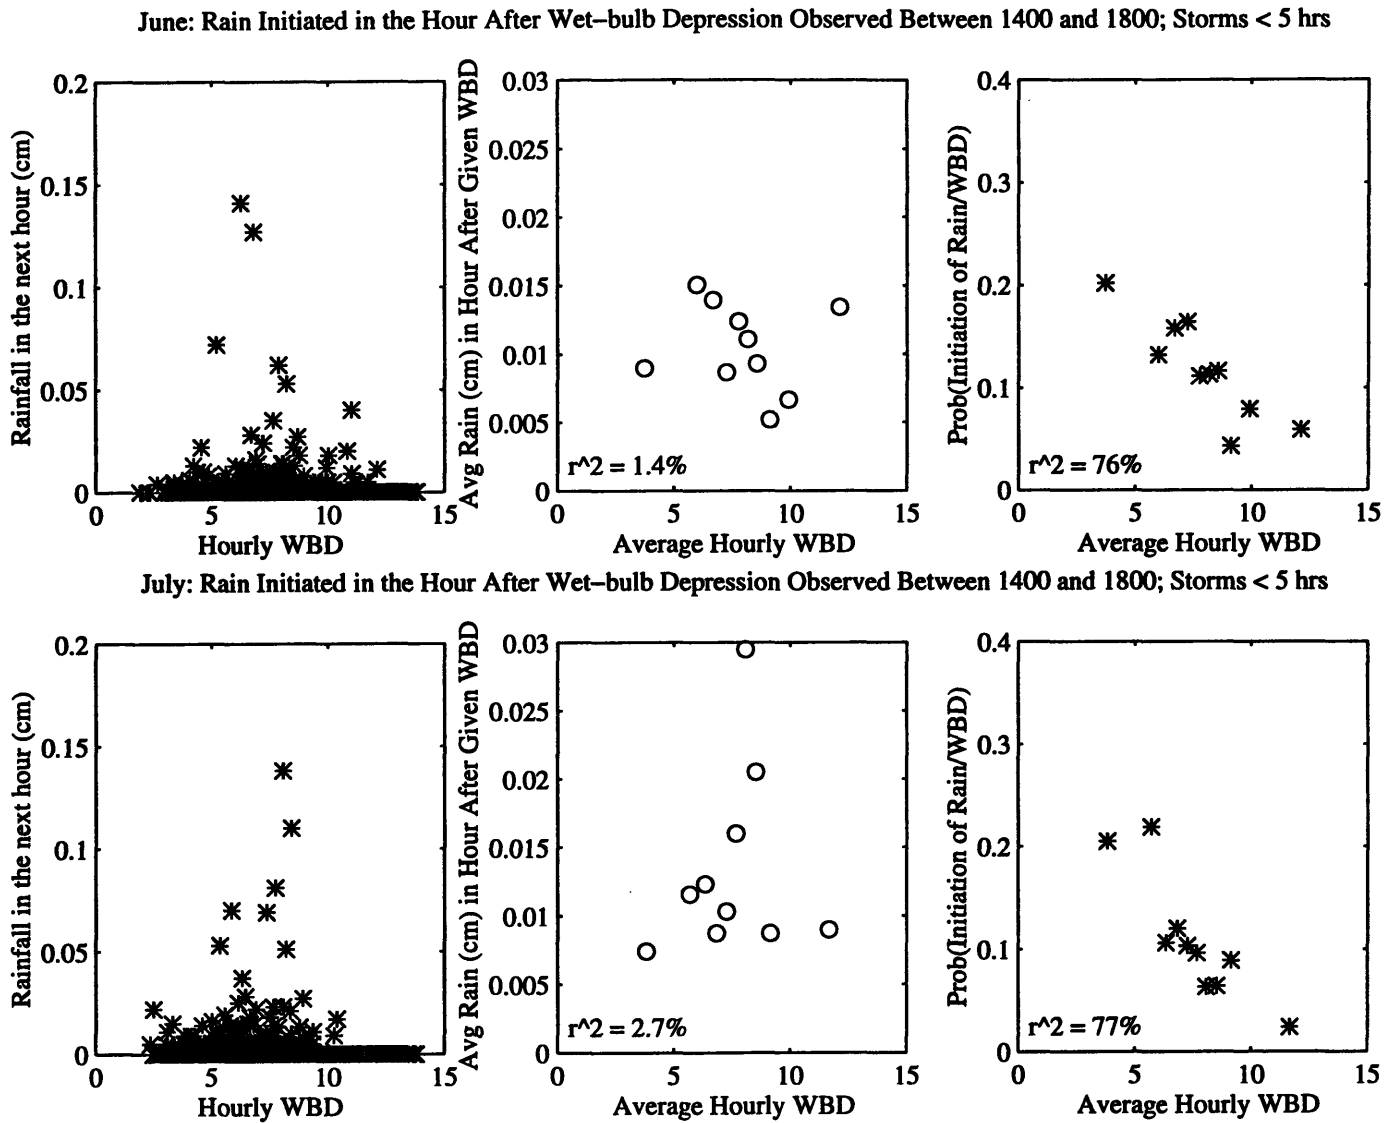 June: Rain Initiated in the Hour After Wet-bulb Depression Observed Between 1400 and 1800; Storms < 5 hrs
Rainfall in the next hour (cm)
0.2
0.15
0.1
0.05
0
0 5 10 15
Hourly WBD
Avg Rain (cm) in Hour After Given WBD
0.03
0.025
0.02
0.015
0.01
0.005
0
r^2 = 1.4%
0 5 10 15
Average Hourly WBD
Prob(Initiation of Rain/WBD)
0.4
0.3
0.2
0.1
0
r^2 = 76%
0 5 10 15
Average Hourly WBD
July: Rain Initiated in the Hour After Wet-bulb Depression Observed Between 1400 and 1800; Storms < 5 hrs
Rainfall in the next hour (cm)
0.2
0.15
0.1
0.05
0
0 5 10 15
Hourly WBD
Avg Rain (cm) in Hour After Given WBD
0.03
0.025
0.02
0.015
0.01
0.005
0
r^2 = 2.7%
0 5 10 15
Average Hourly WBD
Prob(Initiation of Rain/WBD)
0.4
0.3
0.2
0.1
0
r^2 = 77%
0 5 10 15
Average Hourly WBD